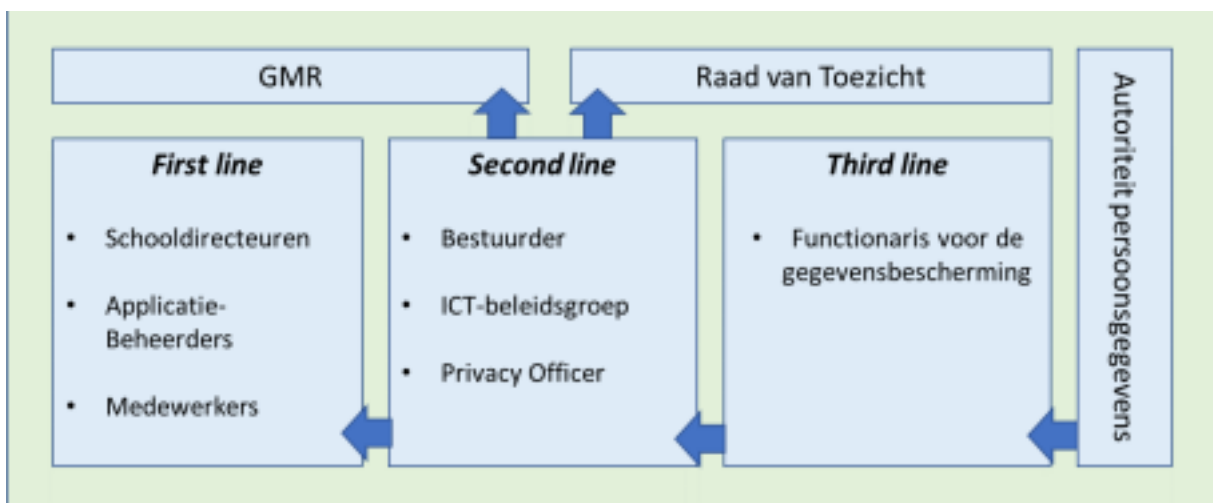 GMR
Raad van Toezicht
First line
• Schooldirecteuren
• Applicatie-
Beheerders
• Medewerkers
Second line
• Bestuurder
• ICT-beleidsgroep
• Privacy Officer
Third line
• Functionaris voor de
gegevensbescherming
Autoriteit persoonsgegevens